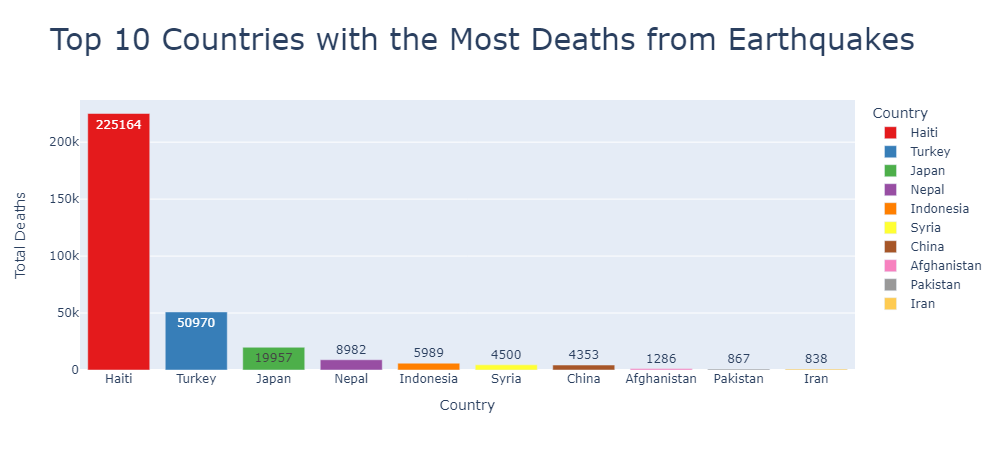 Top 10 Countries with the Most Deaths from Earthquakes
Total Deaths
200k
150k
100k
50k
0
225164
50970
19957
8982
5989
4500
4353
1286
867
838
Haiti
Turkey
Japan
Nepal
Indonesia
Syria
China
Afghanistan
Pakistan
Iran
Country
Country
Haiti
Turkey
Japan
Nepal
Indonesia
Syria
China
Afghanistan
Pakistan
Iran